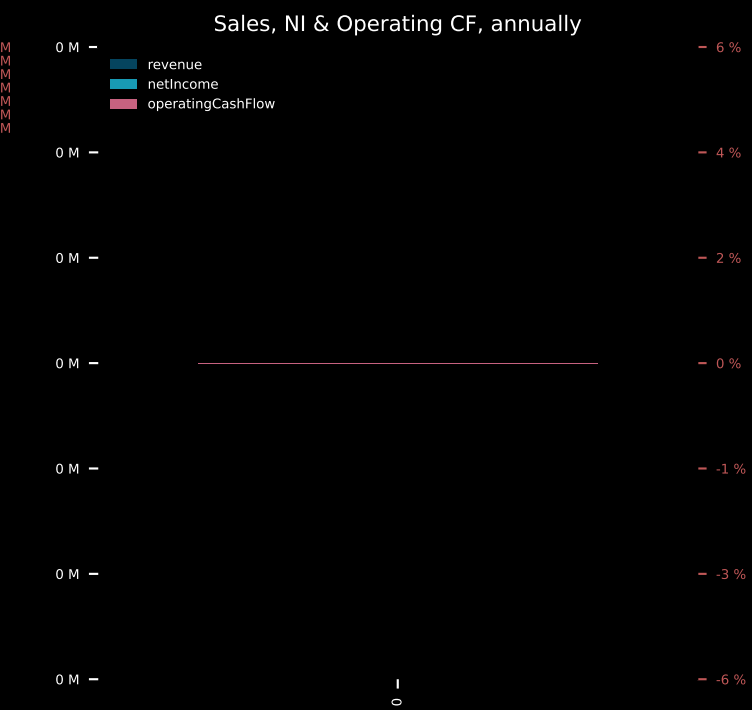 Sales, NI & Operating CF, annually
M
M
M
M
M
M
M
0 M
0 M
0 M
0 M
0 M
0 M
0 M
revenue
netIncome
operatingCashFlow
6 %
4 %
2 %
0 %
-1 %
-3 %
-6 %
0